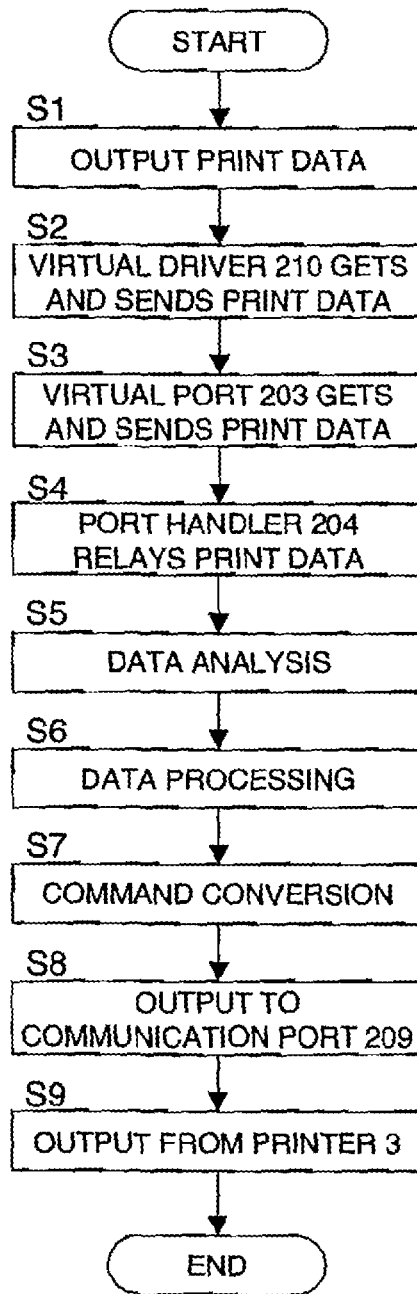 START
S1
OUTPUT PRINT DATA
S2
VIRTUAL DRIVER 210 GETS
AND SENDS PRINT DATA
S3
VIRTUAL PORT 203 GETS
AND SENDS PRINT DATA
S4
PORT HANDLER 204
RELAYS PRINT DATA
S5
DATA ANALYSIS
S6
DATA PROCESSING
S7
COMMAND CONVERSION
S8
OUTPUT TO
COMMUNICATION PORT 209
S9
OUTPUT FROM PRINTER 3
END